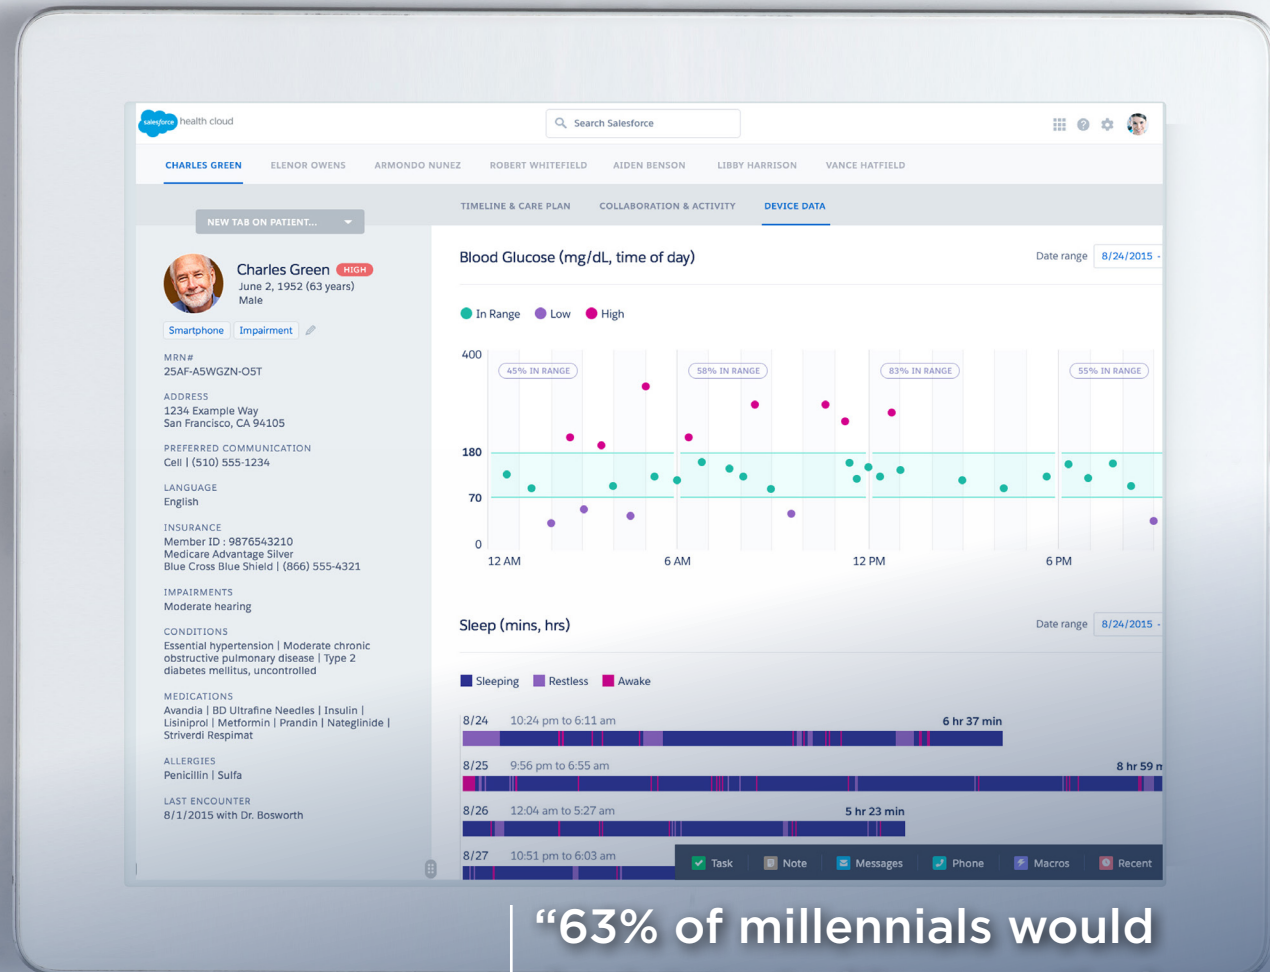 salesforce health cloud
Search Salesforce
CHARLES GREEN ELENOR OWENS ARMONDO NUNEZ ROBERT WHITEFIELD AIDEN BENSON LIBBY HARRISON VANCE HATFIELD
NEW TAB ON PATIENT...
TIMELINE & CARE PLAN COLLABORATION & ACTIVITY DEVICE DATA
Charles Green HIGH
June 2, 1952 (63 years)
Male
Smartphone Impairment
MRN#
25AF-A5WGZN-O5T
ADDRESS
1234 Example Way
San Francisco, CA 94105
PREFERRED COMMUNICATION
Cell | (510) 555-1234
LANGUAGE
English
INSURANCE
Member ID : 9876543210
Medicare Advantage Silver
Blue Cross Blue Shield | (866) 555-4321
IMPAIRMENTS
Moderate hearing
CONDITIONS
Essential hypertension | Moderate chronic
obstructive pulmonary disease | Type 2
diabetes mellitus, uncontrolled
MEDICATIONS
Avandia | BD Ultrafine Needles | Insulin |
Lisiniprol | Metformin | Prandin | Nateglinide |
Striverdi Respimat
ALLERGIES
Penicillin | Sulfa
LAST ENCOUNTER
8/1/2015 with Dr. Bosworth
Blood Glucose (mg/dL, time of day)
Date range 8/24/2015 -
In Range Low High
400
45% IN RANGE 58% IN RANGE 83% IN RANGE 55% IN RANGE
180
70
0
12 AM 6 AM 12 PM 6 PM
Sleep (mins, hrs)
Date range 8/24/2015 -
Sleeping Restless Awake
8/24 10:24 pm to 6:11 am 6 hr 37 min
8/25 9:56 pm to 6:55 am 8 hr 59 m
8/26 12:04 am to 5:27 am 5 hr 23 min
8/27 10:51 pm to 6:03 am
Task Note Messages Phone Macros Recent
“63% of millennials would